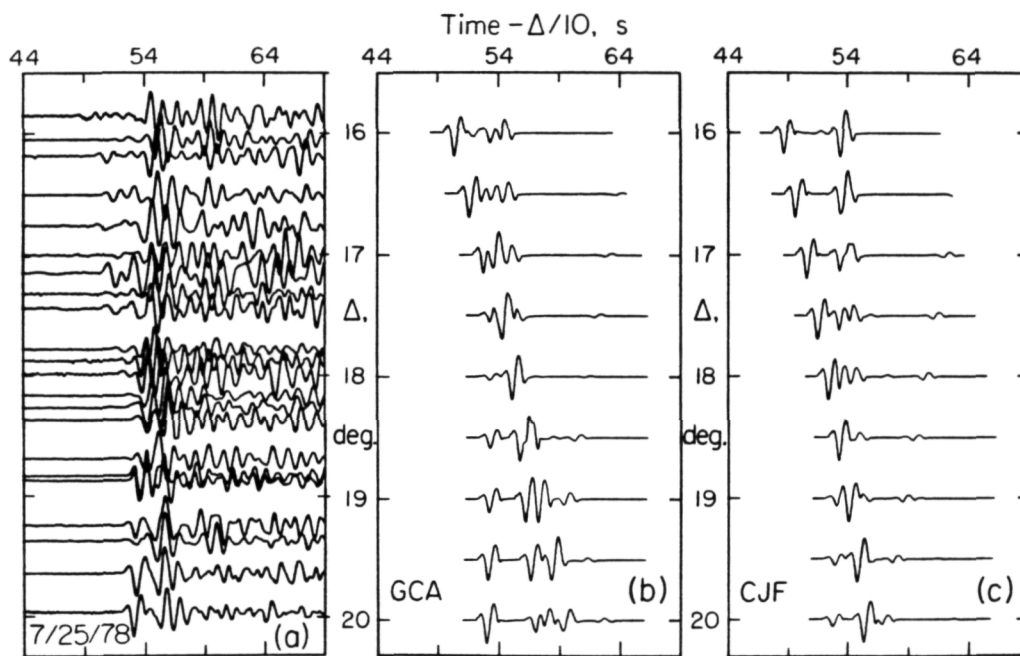 Time – Δ/10, s
44 54 64 44 54 64 44 54 64
16 16
17 17
Δ, Δ,
18 18
deg. deg.
19 19
GCA (b) CJF (c)
20 20
7/25/78 (a)